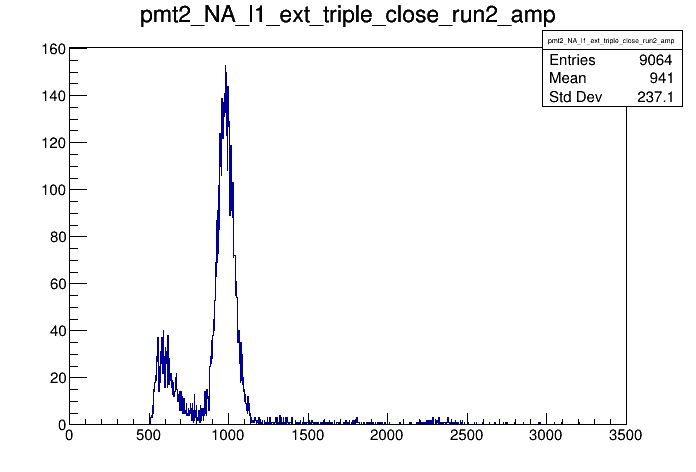 pmt2_NA_l1_ext_triple_close_run2_amp
pmt2_NA_l1_ext_triple_close_run2_amp
Entries 9064
Mean 941
Std Dev 237.1
160
140
120
100
80
60
40
20
0
0 500 1000 1500 2000 2500 3000 3500